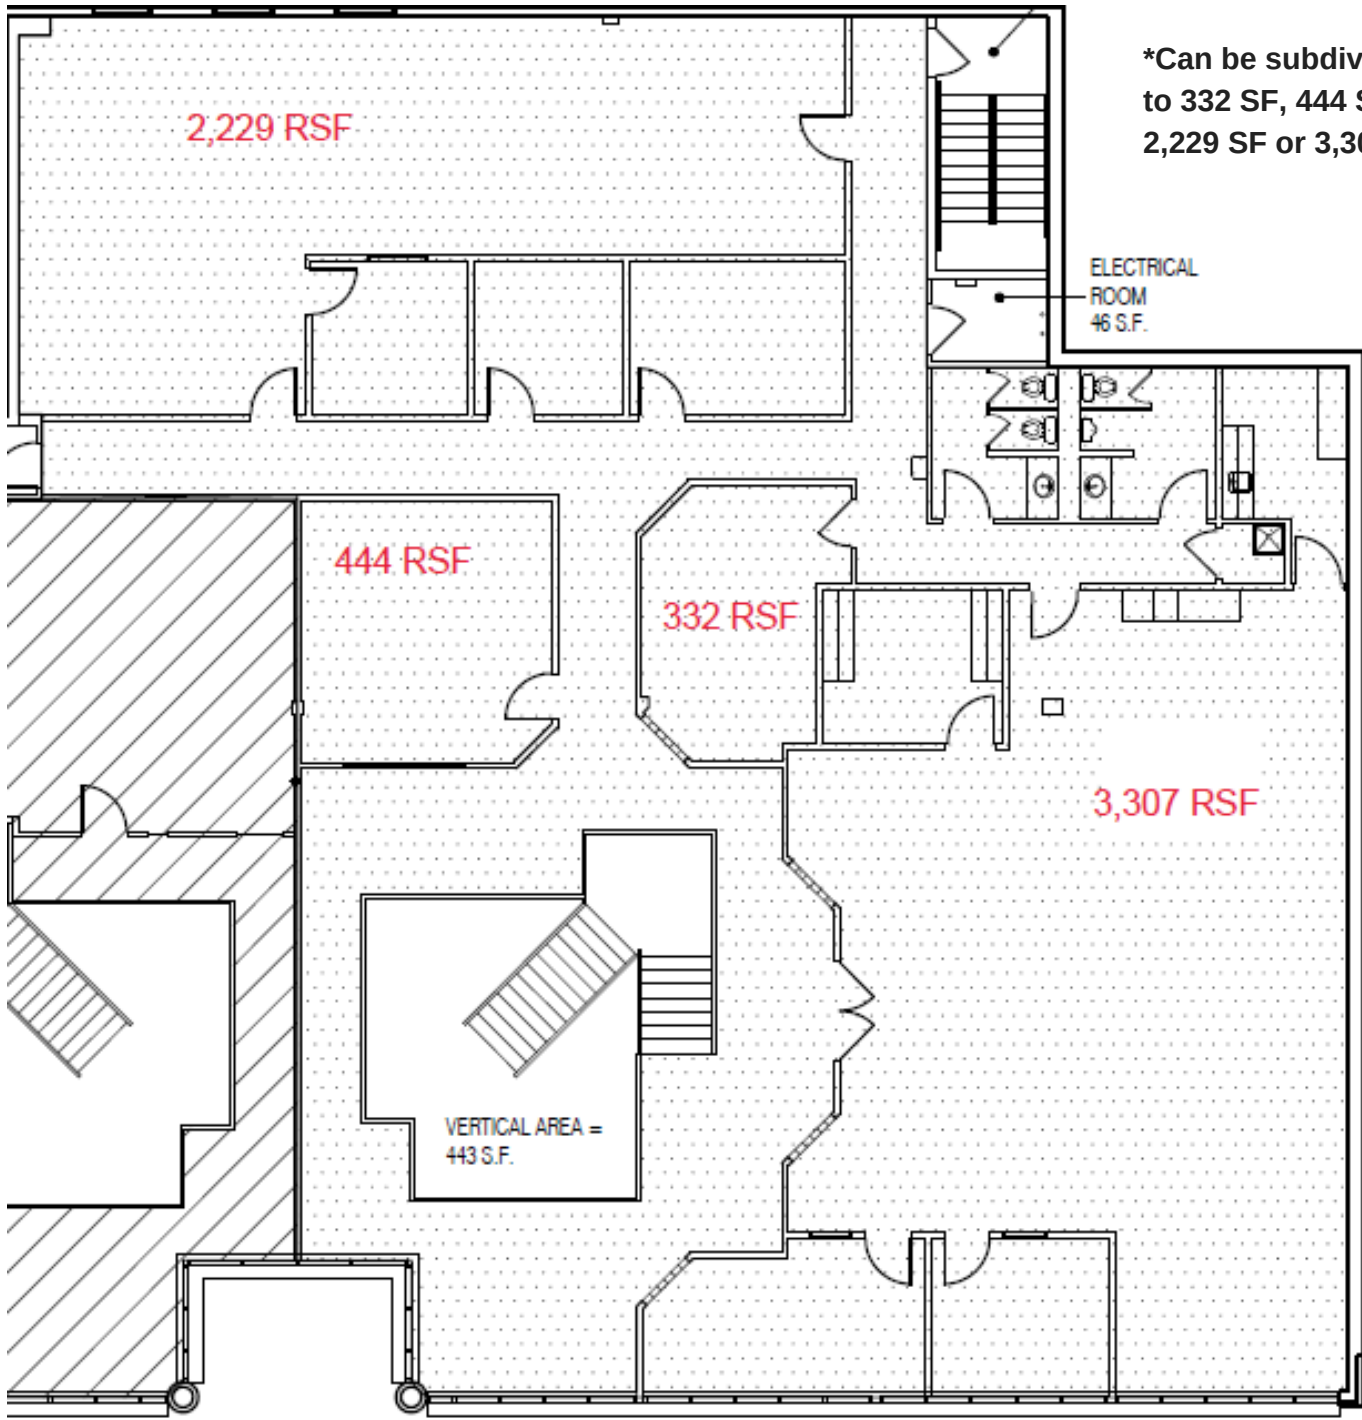 *Can be subdiv
to 332 SF, 444 S
2,229 SF or 3,30
2,229 RSF
ELECTRICAL
ROOM
46 S.F.
444 RSF
332 RSF
3,307 RSF
VERTICAL AREA =
443 S.F.